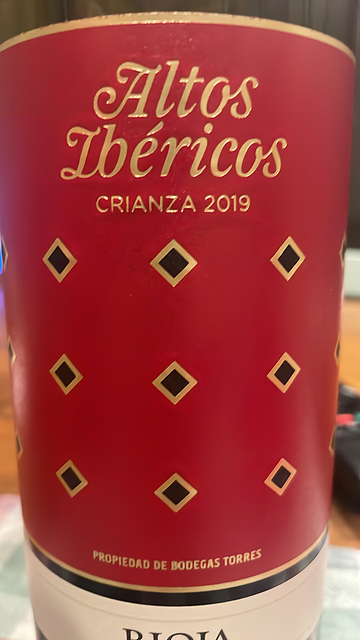 Altos
Ibéricos
CRIANZA 2019
PROPIEDAD DE BODEGAS TORRES
RIOJA